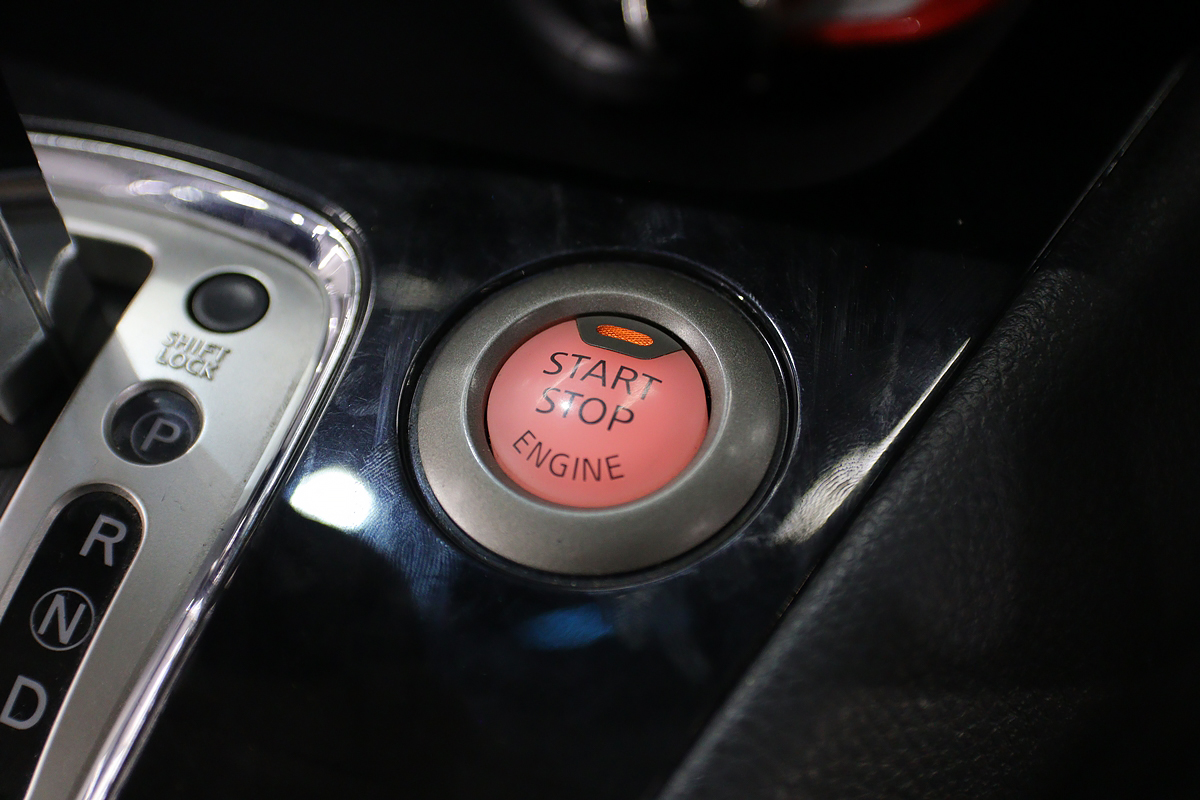 SHIFT
LOCK
P
R
N
D
START
STOP
ENGINE